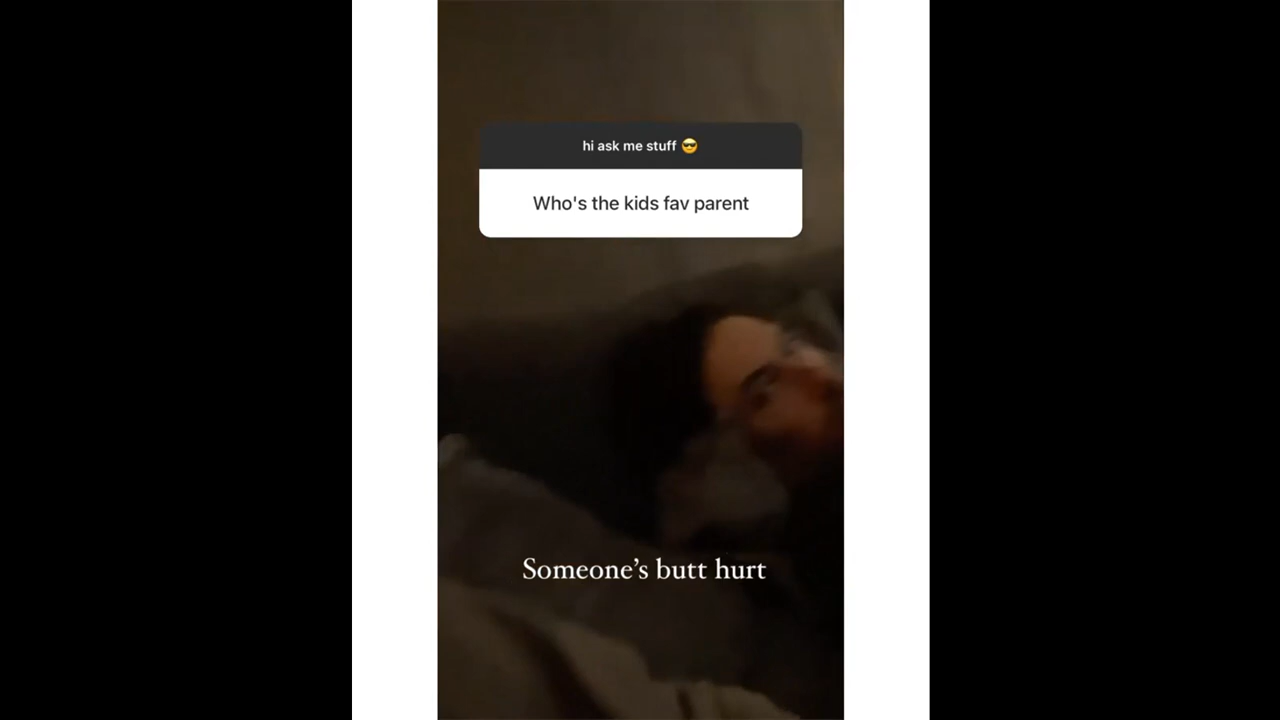 hi ask me stuff 😎
Who's the kids fav parent
Someone’s butt hurt